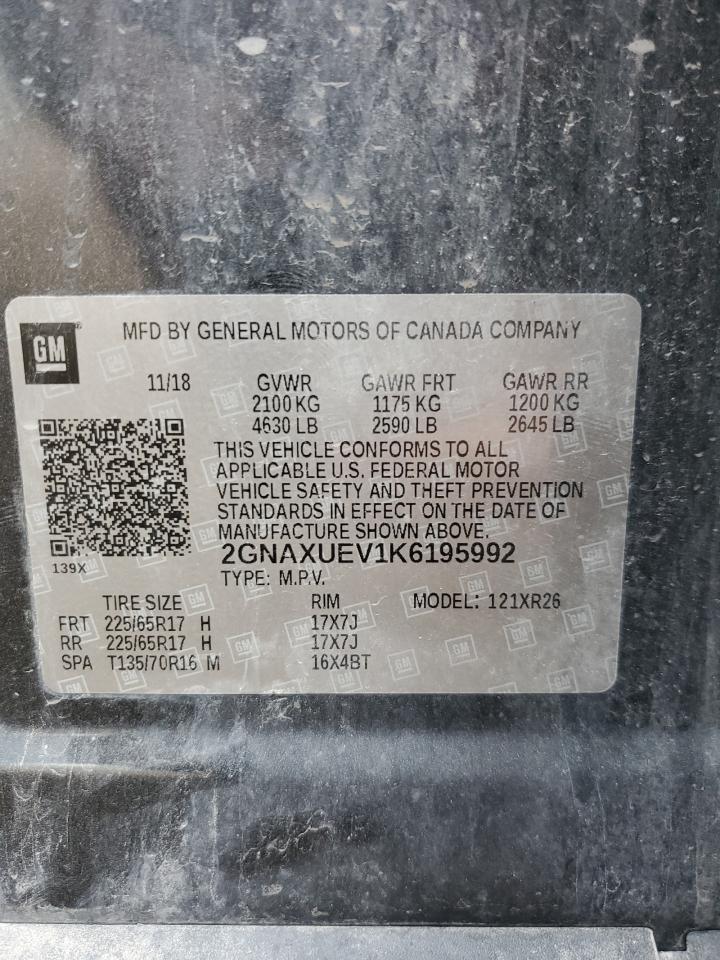 GM
MFD BY GENERAL MOTORS OF CANADA COMPANY
11/18 GVWR GAWR FRT GAWR RR
2100 KG 1175 KG 1200 KG
4630 LB 2590 LB 2645 LB
THIS VEHICLE CONFORMS TO ALL
APPLICABLE U.S. FEDERAL MOTOR
VEHICLE SAFETY AND THEFT PREVENTION
STANDARDS IN EFFECT ON THE DATE OF
MANUFACTURE SHOWN ABOVE.
139X
2GNAXUEV1K6195992
TYPE: M.P.V.
TIRE SIZE RIM MODEL: 121XR26
FRT 225/65R17 H 17X7J
RR 225/65R17 H 17X7J
SPA T135/70R16 M 16X4BT